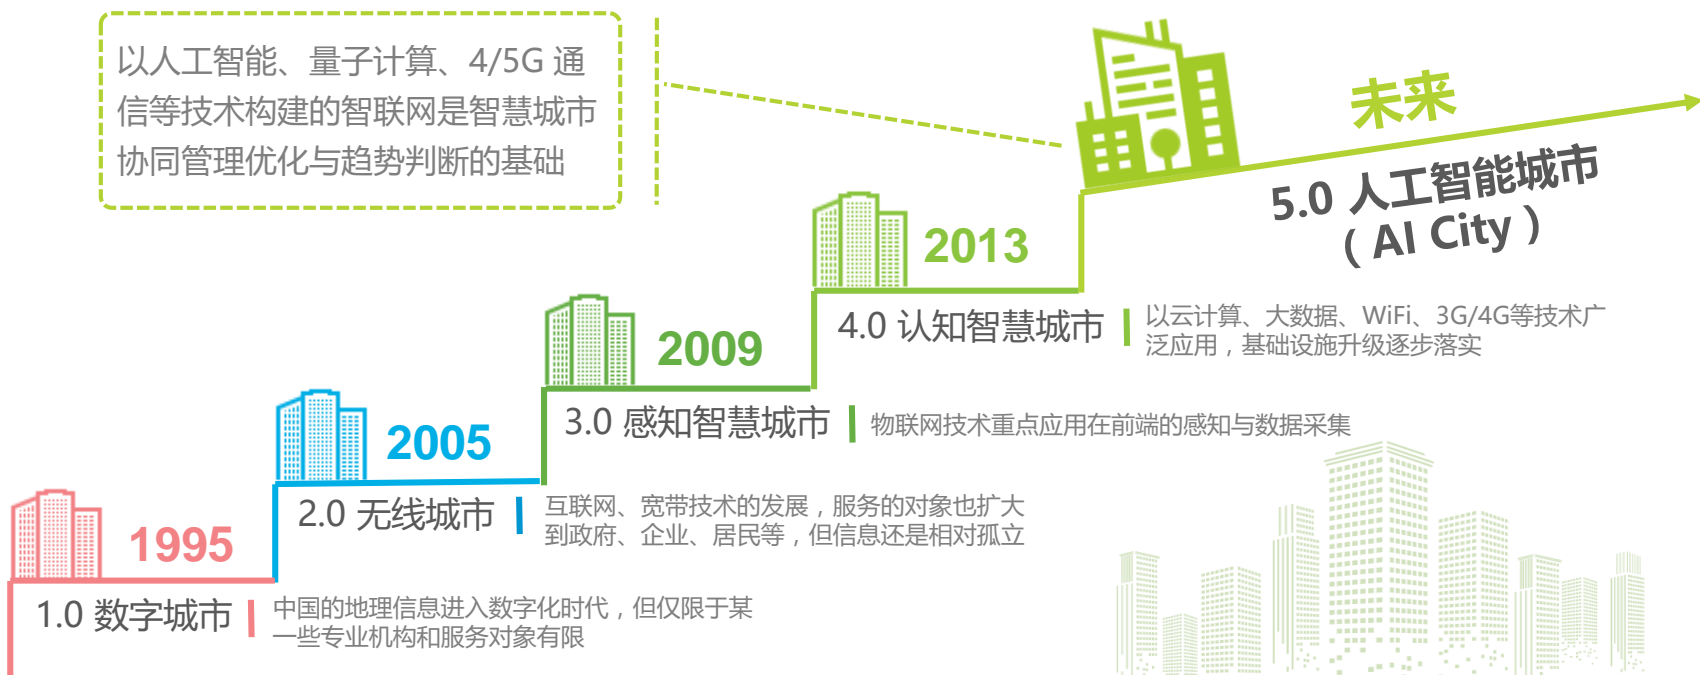 以人工智能、量子计算、4/5G 通
信等技术构建的智联网是智慧城市
协同管理优化与趋势判断的基础
未来
5.0 人工智能城市
（ AI City ）
2013
4.0 认知智慧城市
以云计算、大数据、WiFi、3G/4G等技术广
泛应用，基础设施升级逐步落实
2009
3.0 感知智慧城市
物联网技术重点应用在前端的感知与数据采集
2005
2.0 无线城市
互联网、宽带技术的发展，服务的对象也扩大
到政府、企业、居民等，但信息还是相对孤立
1995
1.0 数字城市
中国的地理信息进入数字化时代，但仅限于某
一些专业机构和服务对象有限